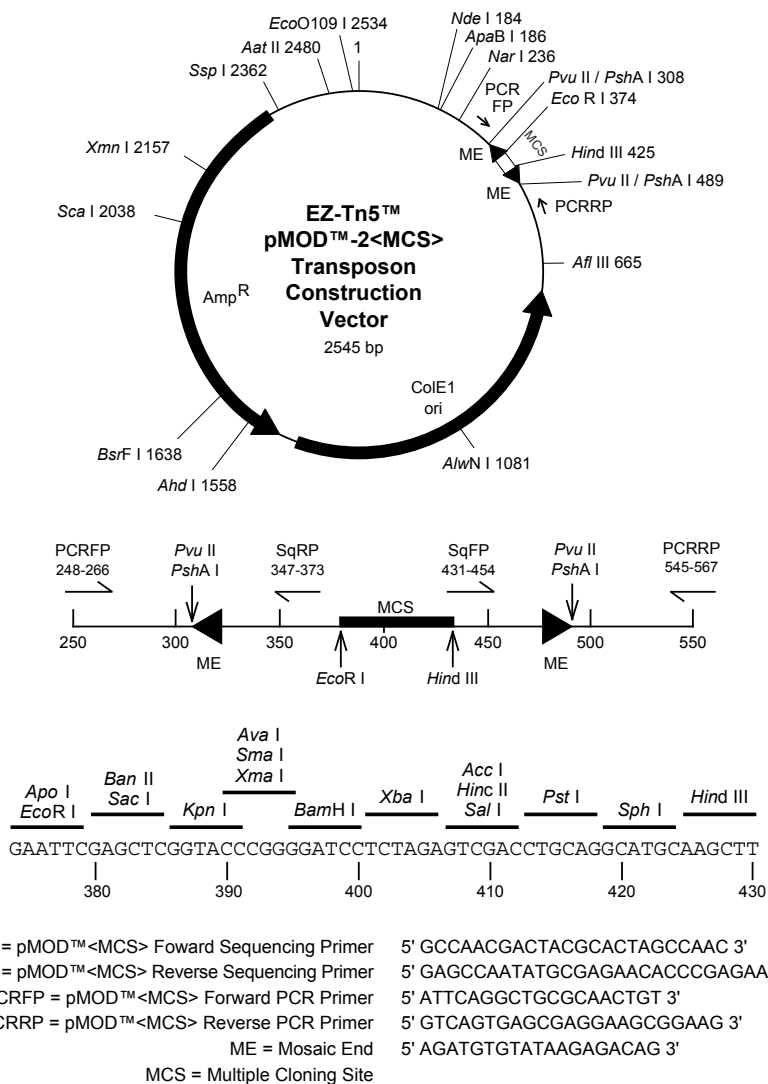 EcoO109 I 2534
Aat II 2480
1
Ssp I 2362
Nde I 184
ApaB I 186
Nar I 236
Pvu II / PshA I 308
Eco R I 374
PCR
FP
MCS
ME
Hind III 425
Xmn I 2157
ME
Pvu II / PshA I 489
PCRRP
Sca I 2038
EZ-Tn5™
pMOD™-2<MCS>
Transposon
Construction
Vector
2545 bp
Afl III 665
AmpR
ColE1
ori
BsrF I 1638
AlwN I 1081
Ahd I 1558
PCRFP
248-266
Pvu II
PshA I
SqRP
347-373
SqFP
431-454
Pvu II
PshA I
PCRRP
545-567
MCS
250 300 350 400 450 500 550
ME
EcoR I
Hind III
ME
Apo I
EcoR I
Ban II
Sac I
Kpn I
Ava I
Sma I
Xma I
BamH I
Xba I
Acc I
Hinc II
Sal I
Pst I
Sph I
Hind III
GAATTCGAGCTCGGTACCCGGGGATCCTCTAGAGTCGACCTGCAGGCATGCAAGCTT
380 390 400 410 420 430
= pMOD™<MCS> Foward Sequencing Primer 5' GCCAACGACTACGCACTAGCCAAC 3'
= pMOD™<MCS> Reverse Sequencing Primer 5' GAGCCAATATGCGAGAACACCCGAGAA
CRFP = pMOD™<MCS> Forward PCR Primer 5' ATTCAGGCTGCGCAACTGT 3'
CRRP = pMOD™<MCS> Reverse PCR Primer 5' GTCAGTGAGCGAGGAAGCGGAAG 3'
ME = Mosaic End 5' AGATGTGTATAAGAGACAG 3'
MCS = Multiple Cloning Site